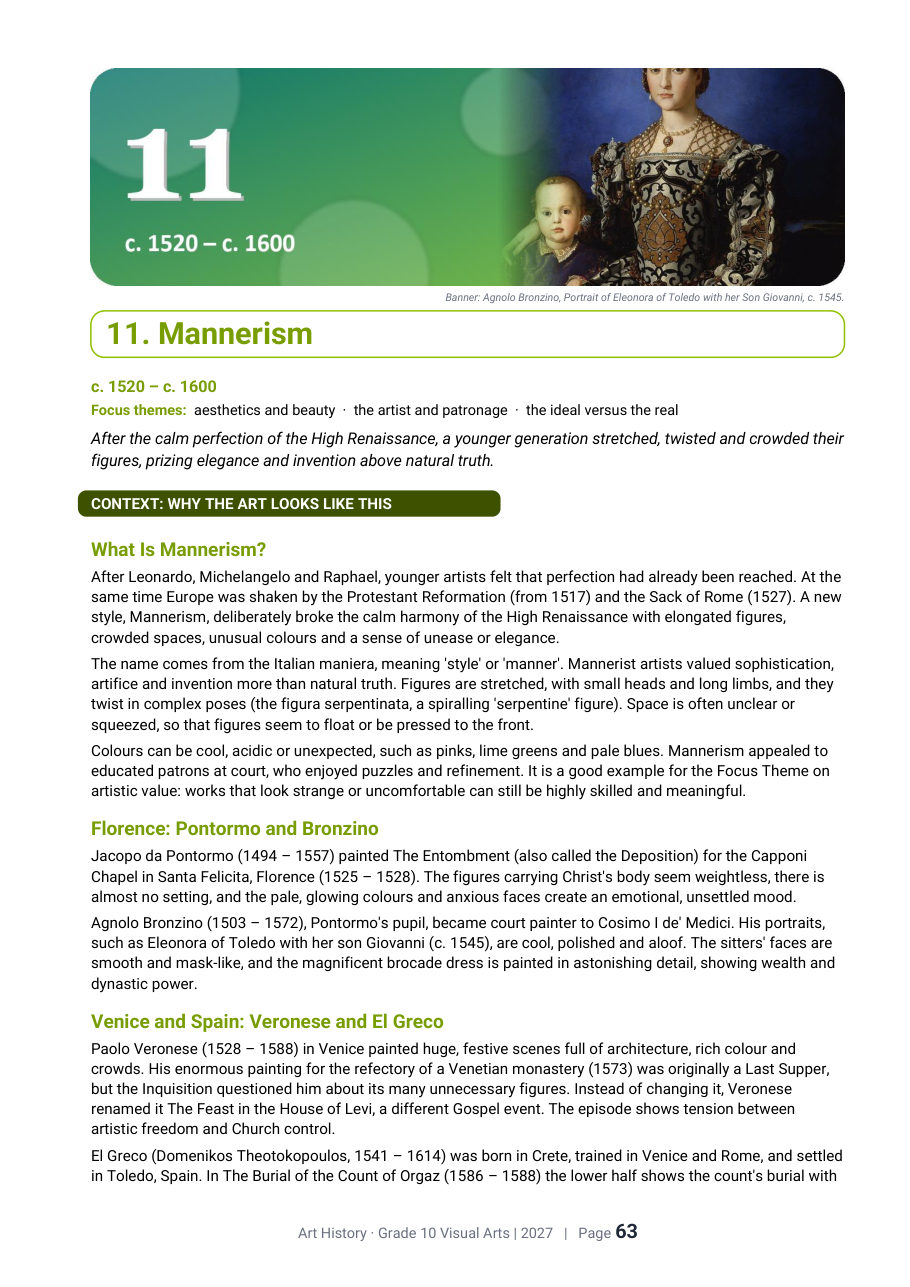 11
c. 1520 – c. 1600
Banner: Agnolo Bronzino, Portrait of Eleonora of Toledo with her Son Giovanni, c. 1545.
11. Mannerism
c. 1520 – c. 1600
Focus themes: aesthetics and beauty · the artist and patronage · the ideal versus the real
After the calm perfection of the High Renaissance, a younger generation stretched, twisted and crowded their
figures, prizing elegance and invention above natural truth.
CONTEXT: WHY THE ART LOOKS LIKE THIS
What Is Mannerism?
After Leonardo, Michelangelo and Raphael, younger artists felt that perfection had already been reached. At the
same time Europe was shaken by the Protestant Reformation (from 1517) and the Sack of Rome (1527). A new
style, Mannerism, deliberately broke the calm harmony of the High Renaissance with elongated figures,
crowded spaces, unusual colours and a sense of unease or elegance.
The name comes from the Italian maniera, meaning 'style' or 'manner'. Mannerist artists valued sophistication,
artifice and invention more than natural truth. Figures are stretched, with small heads and long limbs, and they
twist in complex poses (the figura serpentinata, a spiralling 'serpentine' figure). Space is often unclear or
squeezed, so that figures seem to float or be pressed to the front.
Colours can be cool, acidic or unexpected, such as pinks, lime greens and pale blues. Mannerism appealed to
educated patrons at court, who enjoyed puzzles and refinement. It is a good example for the Focus Theme on
artistic value: works that look strange or uncomfortable can still be highly skilled and meaningful.
Florence: Pontormo and Bronzino
Jacopo da Pontormo (1494 – 1557) painted The Entombment (also called the Deposition) for the Capponi
Chapel in Santa Felicita, Florence (1525 – 1528). The figures carrying Christ's body seem weightless, there is
almost no setting, and the pale, glowing colours and anxious faces create an emotional, unsettled mood.
Agnolo Bronzino (1503 – 1572), Pontormo's pupil, became court painter to Cosimo I de' Medici. His portraits,
such as Eleonora of Toledo with her son Giovanni (c. 1545), are cool, polished and aloof. The sitters' faces are
smooth and mask-like, and the magnificent brocade dress is painted in astonishing detail, showing wealth and
dynastic power.
Venice and Spain: Veronese and El Greco
Paolo Veronese (1528 – 1588) in Venice painted huge, festive scenes full of architecture, rich colour and
crowds. His enormous painting for the refectory of a Venetian monastery (1573) was originally a Last Supper,
but the Inquisition questioned him about its many unnecessary figures. Instead of changing it, Veronese
renamed it The Feast in the House of Levi, a different Gospel event. The episode shows tension between
artistic freedom and Church control.
El Greco (Domenikos Theotokopoulos, 1541 – 1614) was born in Crete, trained in Venice and Rome, and settled
in Toledo, Spain. In The Burial of the Count of Orgaz (1586 – 1588) the lower half shows the count's burial with
Art History · Grade 10 Visual Arts | 2027 | Page 63